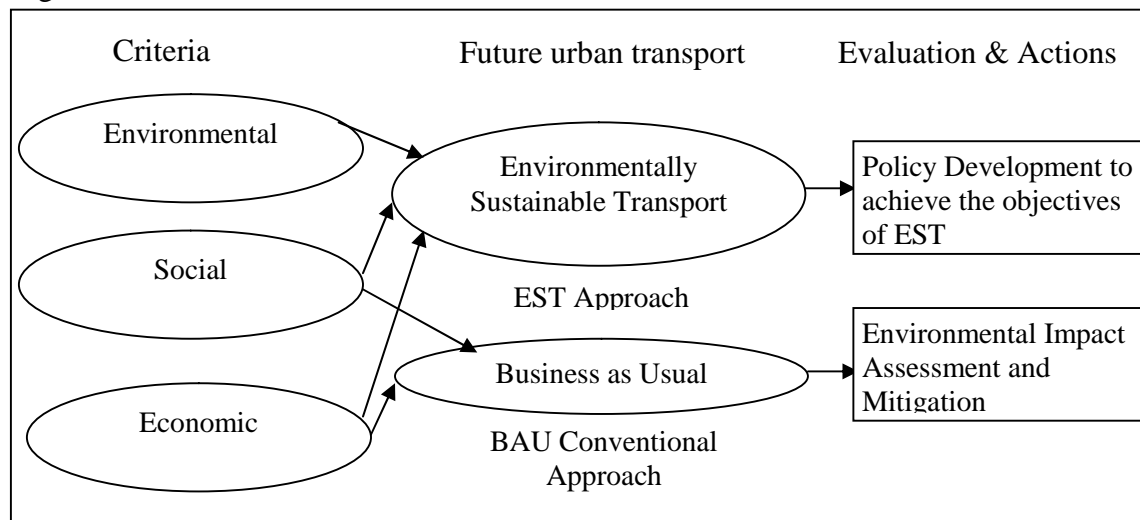 Criteria
Future urban transport
Evaluation & Actions
Environmental
Social
Economic
Environmentally
Sustainable Transport
EST Approach
Business as Usual
BAU Conventional
Approach
Policy Development to
achieve the objectives
of EST
Environmental Impact
Assessment and
Mitigation